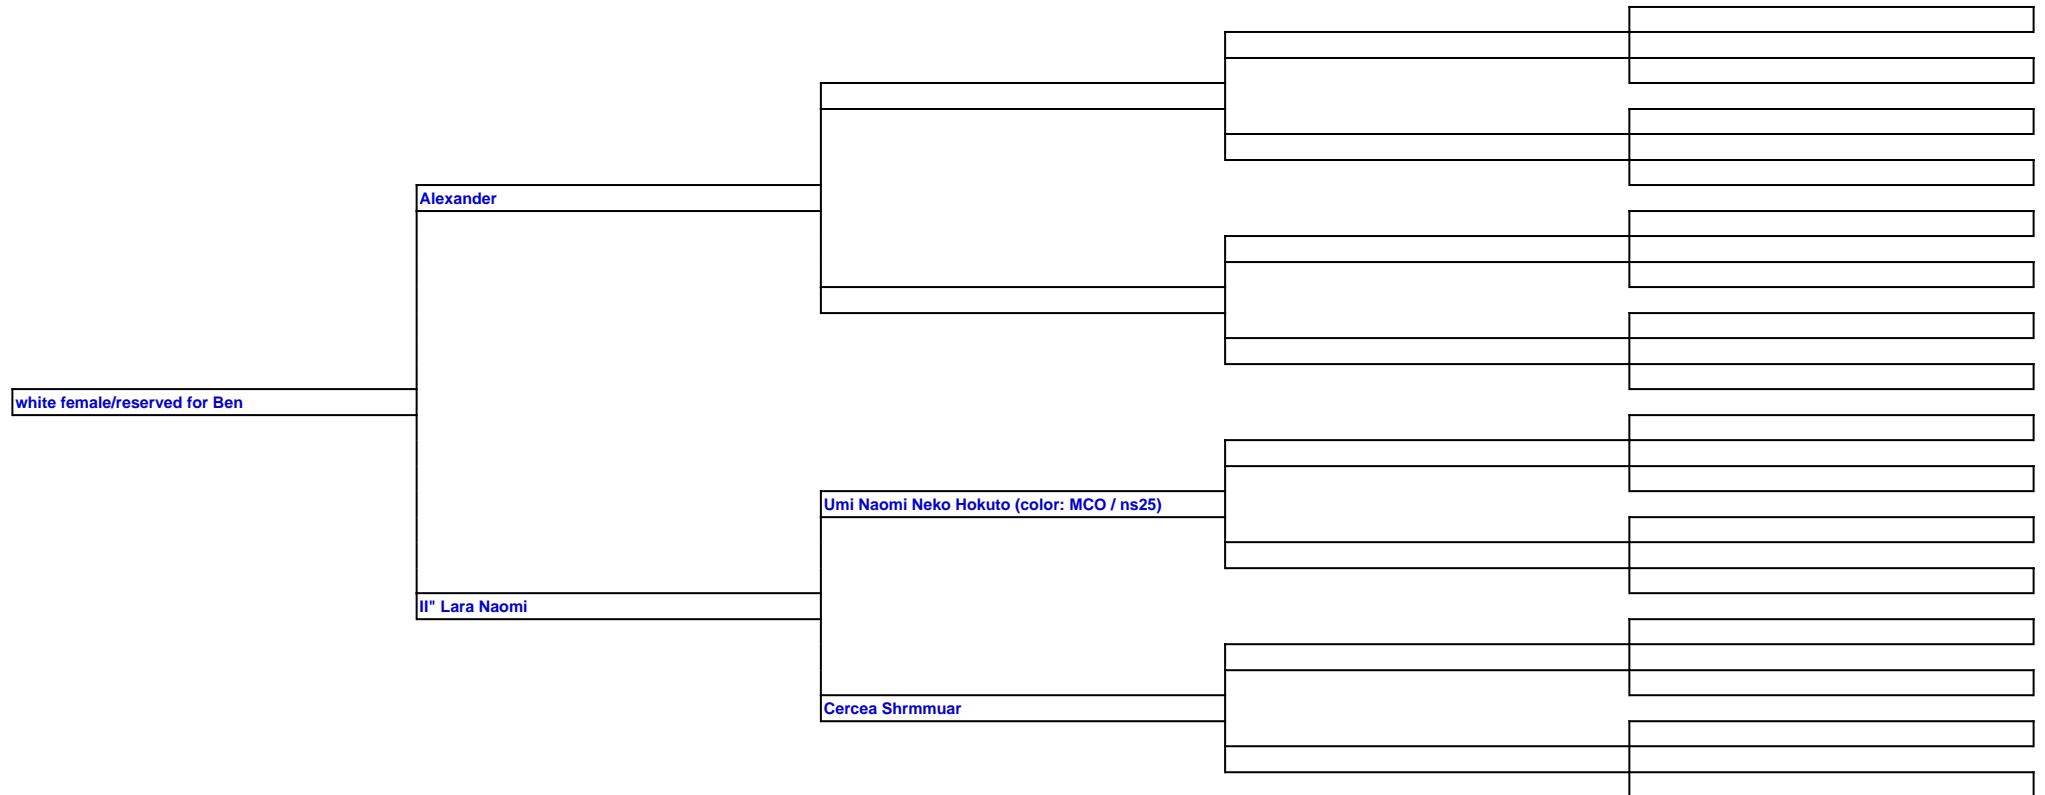 Alexander
white female/reserved for Ben
Umi Naomi Neko Hokuto (color: MCO / ns25)
II" Lara Naomi
Cercea Shrmmuar